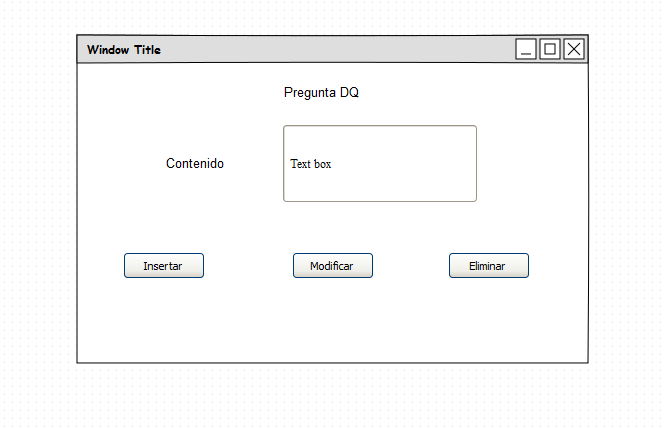 Window Title
Pregunta DQ
Contenido
Text box
Insertar
Modificar
Eliminar